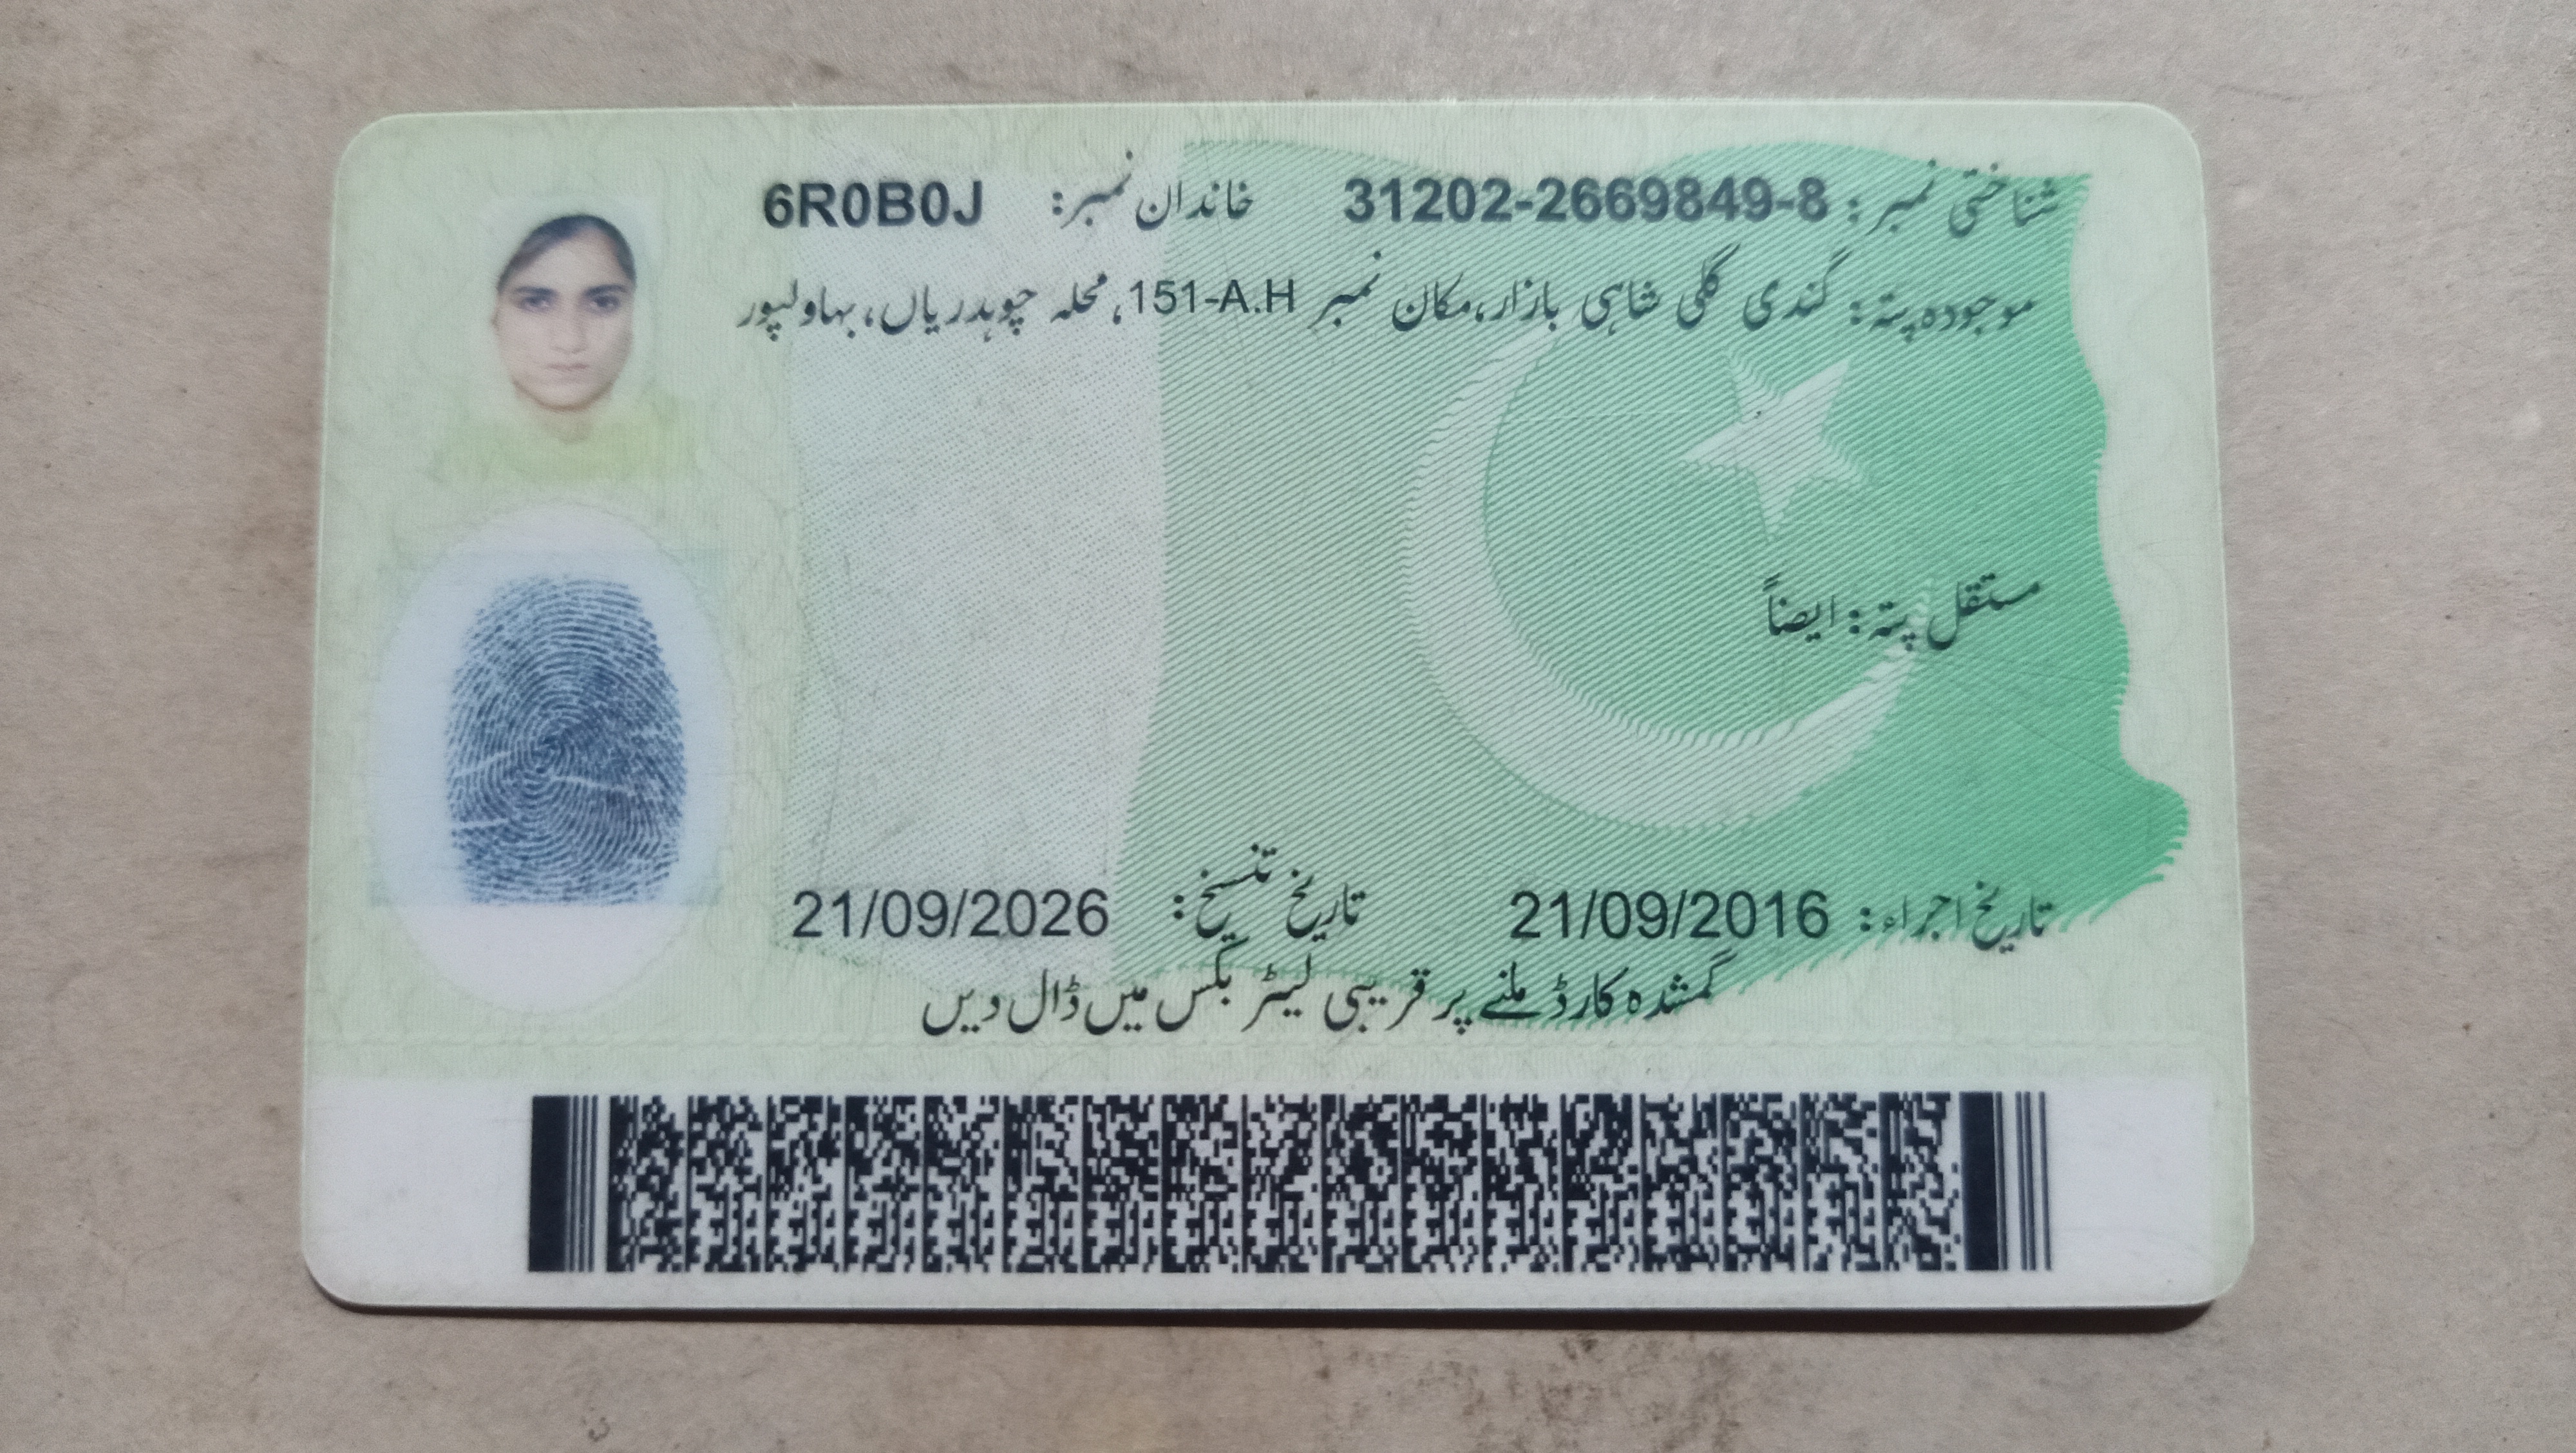 شناختی نمبر: 31202-2669849-8 خاندان نمبر: 6R0B0J
موجودہ پتہ: گندی گلی شاہی بازار، مکان نمبر 151-A.H، محلہ چوہدریاں، بہاولپور
مستقل پتہ: ایضاً
تاریخ اجراء: 21/09/2016 تاریخ تنسیخ: 21/09/2026
گمشدہ کارڈ ملنے پر قریبی لیٹر بکس میں ڈال دیں